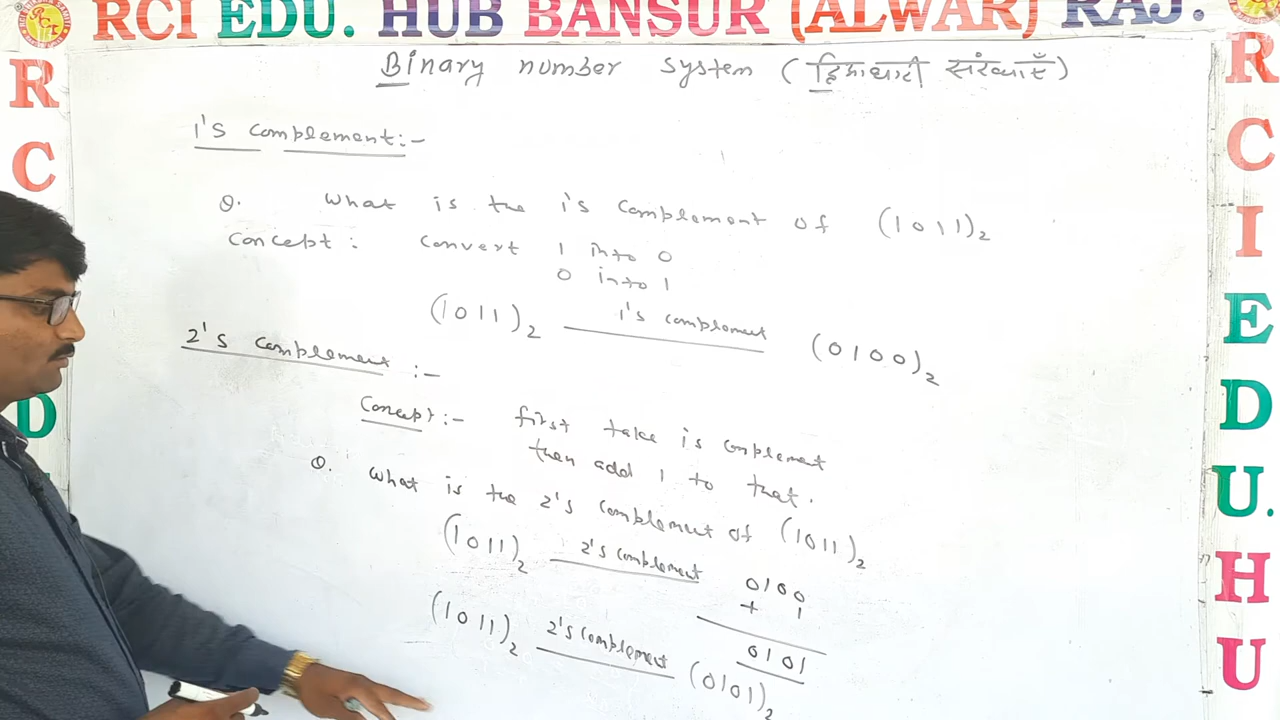 RCI EDU. HUB BANSUR (ALWAR) RAJ.
R
C
D
R
C
I
E
D
U.
H
U
Binary number system (द्विआधारी संख्याएँ)
1's complement:-
Q. What is the 1's complement of (1011)2
Concept: Convert 1 into 0
0 into 1
(1011)2 1's complement (0100)2
2's complement :-
Concept:- first take 1s complement
then add 1 to that.
Q. What is the 2's complement of (1011)2
(1011)2 2's complement 0100
+ 1
0101
(1011)2 2's complement (0101)2